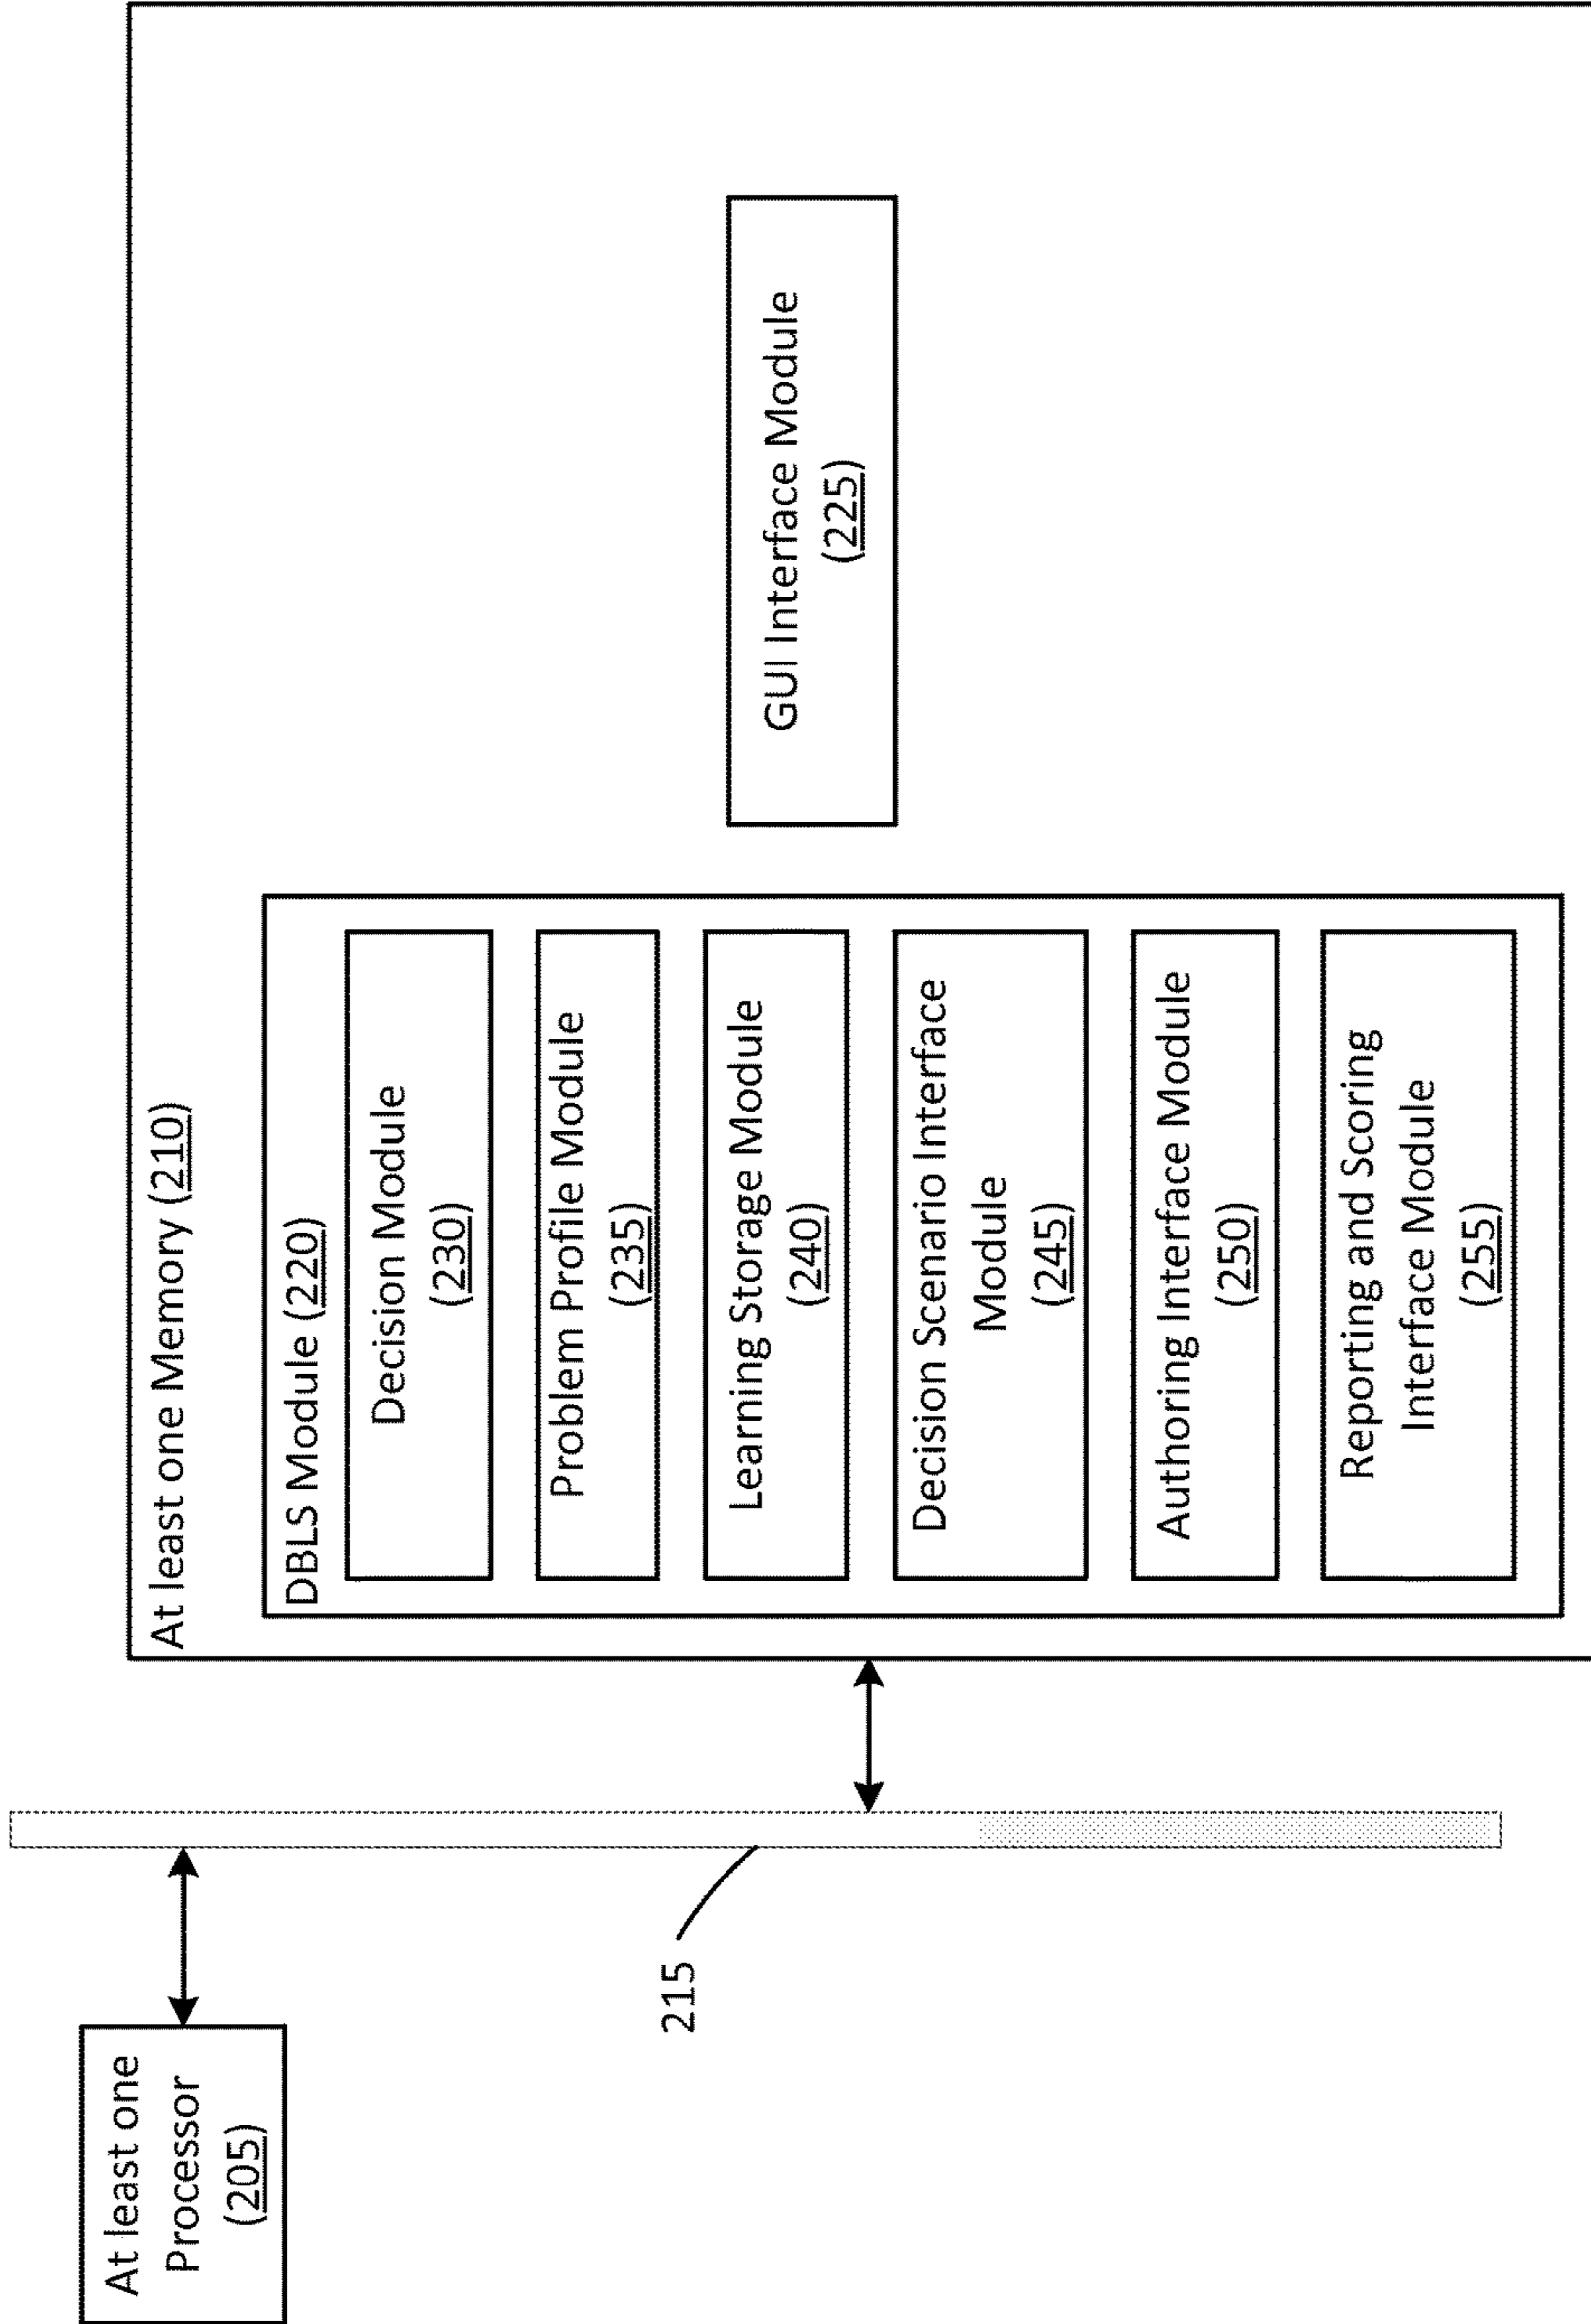 At least one
Processor
(205)
215
At least one Memory (210)
DBLS Module (220)
Decision Module
(230)
Problem Profile Module
(235)
Learning Storage Module
(240)
Decision Scenario Interface
Module
(245)
Authoring Interface Module
(250)
Reporting and Scoring
Interface Module
(255)
GUI Interface Module
(225)